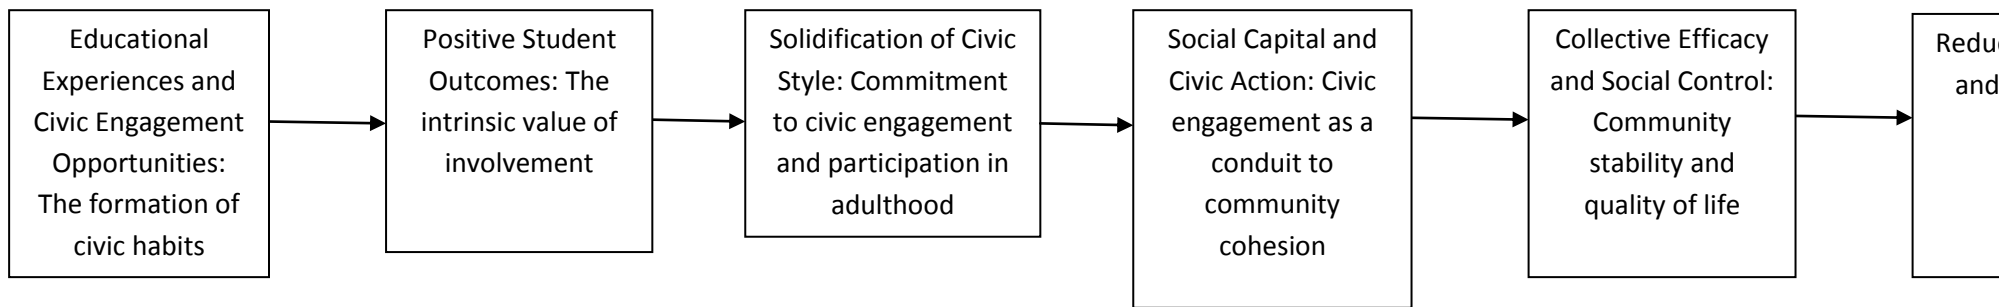 Educational
Experiences and
Civic Engagement
Opportunities:
The formation of
civic habits
Positive Student
Outcomes: The
intrinsic value of
involvement
Solidification of Civic
Style: Commitment
to civic engagement
and participation in
adulthood
Social Capital and
Civic Action: Civic
engagement as a
conduit to
community
cohesion
Collective Efficacy
and Social Control:
Community
stability and
quality of life
and